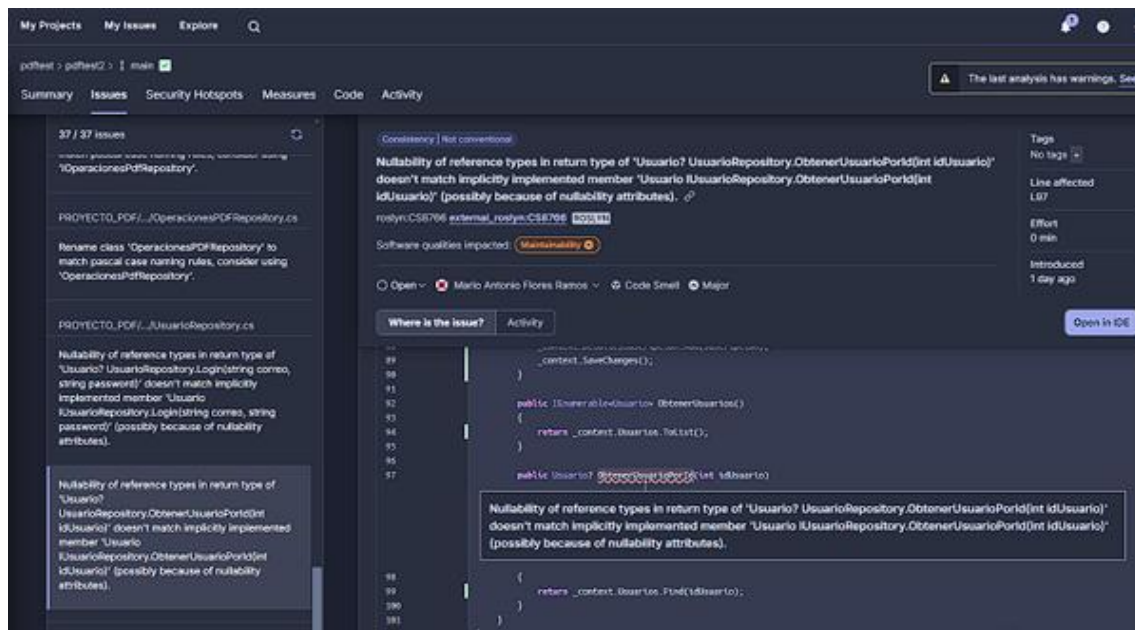 My Projects My Issues Explore
pdftest > pdftest2 > main
The last analysis has warnings. See
Summary Issues Security Hotspots Measures Code Activity
37 / 37 issues
match pascal case naming rules, consider using
'IOperacionesPdfRepository'.
PROYECTO_PDF/.../OperacionesPDFRepository.cs
Rename class 'OperacionesPDFRepository' to
match pascal case naming rules, consider using
'OperacionesPdfRepository'.
PROYECTO_PDF/.../UsuarioRepository.cs
Nullability of reference types in return type of
'Usuario? UsuarioRepository.Login(string correo,
string password)' doesn't match implicitly
implemented member 'Usuario
IUsuarioRepository.Login(string correo, string
password)' (possibly because of nullability
attributes).
Nullability of reference types in return type of
'Usuario?
UsuarioRepository.ObtenerUsuarioPorId(int
idUsuario)' doesn't match implicitly implemented
member 'Usuario
IUsuarioRepository.ObtenerUsuarioPorId(int
idUsuario)' (possibly because of nullability
attributes).
Consistency | Not conventional
Nullability of reference types in return type of 'Usuario? UsuarioRepository.ObtenerUsuarioPorId(int idUsuario)'
doesn't match implicitly implemented member 'Usuario IUsuarioRepository.ObtenerUsuarioPorId(int
idUsuario)' (possibly because of nullability attributes).
roslyn:CS8766 external_roslyn:CS8766 ROSLYN
Software qualities impacted: Maintainability
Open Mario Antonio Flores Ramos Code Smell Major
Tags
No tags +
Line affected
L97
Effort
0 min
Introduced
1 day ago
Where is the issue? Activity
Open in IDE
89 _context.SaveChanges();
90 }
91
92 public IEnumerable<Usuario> ObtenerUsuarios()
93 {
94 return _context.Usuarios.ToList();
95 }
96
97 public Usuario? ObtenerUsuarioPorId(int idUsuario)
Nullability of reference types in return type of 'Usuario? UsuarioRepository.ObtenerUsuarioPorId(int idUsuario)'
doesn't match implicitly implemented member 'Usuario IUsuarioRepository.ObtenerUsuarioPorId(int idUsuario)'
(possibly because of nullability attributes).
98 {
99 return _context.Usuarios.Find(idUsuario);
100 }
101 }